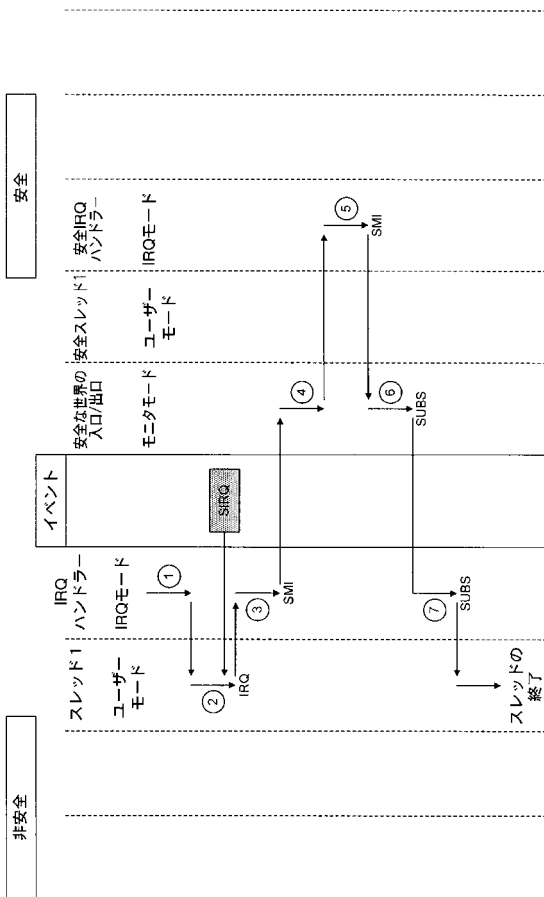 非安全
イベント
安全
スレッド1
ユーザー
モード
IRQ
ハンドラー
IRQモード
安全な世界の
入口/出口
モニタモード
安全スレッド1
ユーザー
モード
安全IRQ
ハンドラー
IRQモード
1
2
IRQ
SIRQ
3
SMI
4
5
SMI
6
SUBS
7
SUBS
スレッドの
終了